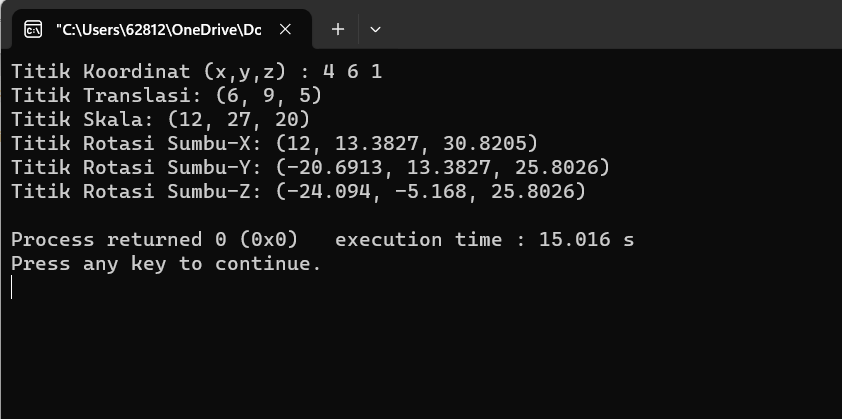 "C:\Users\62812\OneDrive\Do
Titik Koordinat (x,y,z) : 4 6 1
Titik Translasi: (6, 9, 5)
Titik Skala: (12, 27, 20)
Titik Rotasi Sumbu-X: (12, 13.3827, 30.8205)
Titik Rotasi Sumbu-Y: (-20.6913, 13.3827, 25.8026)
Titik Rotasi Sumbu-Z: (-24.094, -5.168, 25.8026)
Process returned 0 (0x0)   execution time : 15.016 s
Press any key to continue.